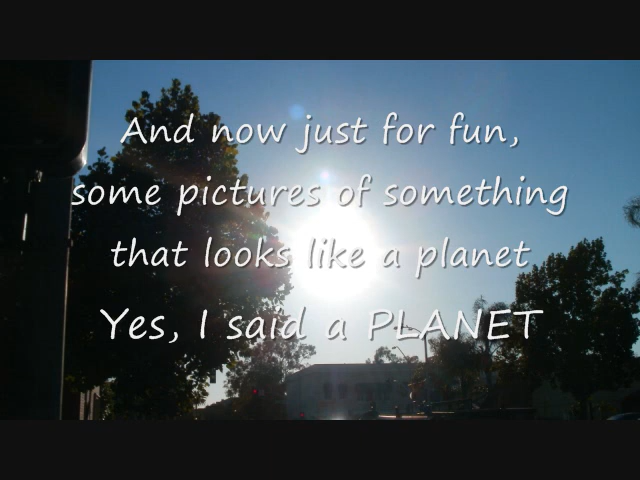 And now just for fun,
some pictures of something
that looks like a planet
Yes, I said a PLANET